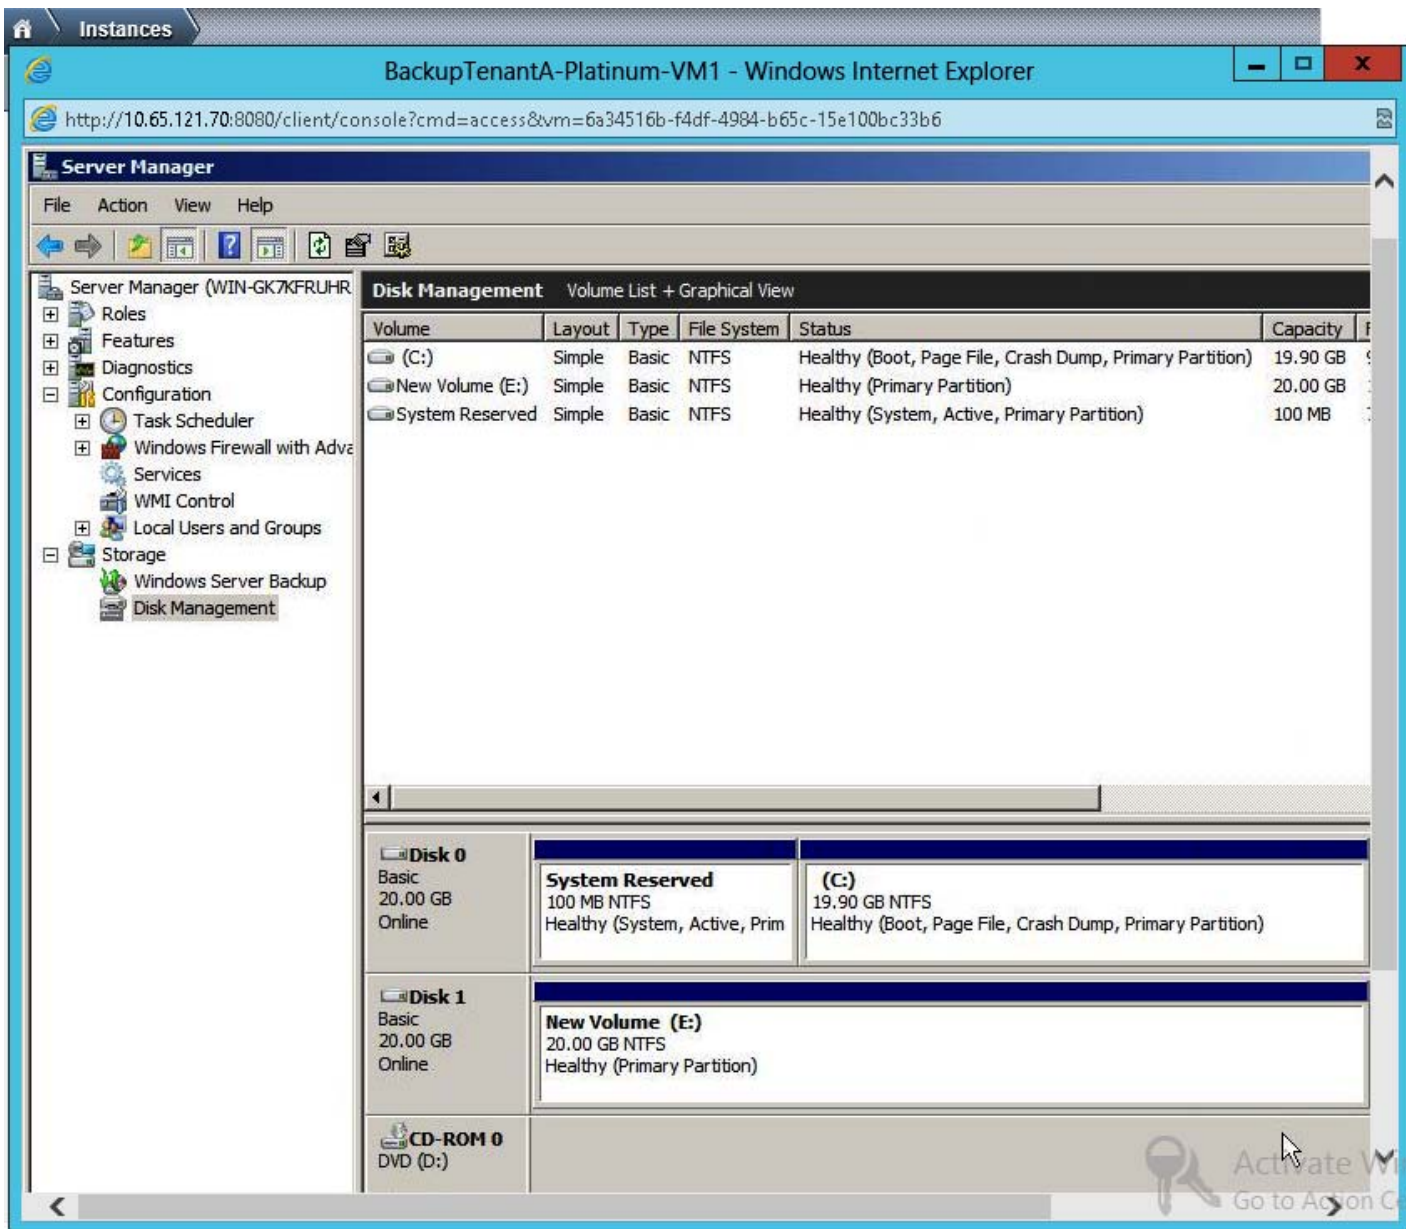 Instances
BackupTenantA-Platinum-VM1 - Windows Internet Explorer
http://10.65.121.70:8080/client/console?cmd=access&vm=6a34516b-f4df-4984-b65c-15e100bc33b6
Server Manager
File Action View Help
Server Manager (WIN-GK7KFRUHR
Roles
Features
Diagnostics
Configuration
Task Scheduler
Windows Firewall with Adva
Services
WMI Control
Local Users and Groups
Storage
Windows Server Backup
Disk Management
Disk Management Volume List + Graphical View
Volume Layout Type File System Status Capacity
(C:) Simple Basic NTFS Healthy (Boot, Page File, Crash Dump, Primary Partition) 19.90 GB
New Volume (E:) Simple Basic NTFS Healthy (Primary Partition) 20.00 GB
System Reserved Simple Basic NTFS Healthy (System, Active, Primary Partition) 100 MB
Disk 0
Basic
20.00 GB
Online
System Reserved
100 MB NTFS
Healthy (System, Active, Prim
(C:)
19.90 GB NTFS
Healthy (Boot, Page File, Crash Dump, Primary Partition)
Disk 1
Basic
20.00 GB
Online
New Volume (E:)
20.00 GB NTFS
Healthy (Primary Partition)
CD-ROM 0
DVD (D:)
Activate Wi
Go to Action Ce